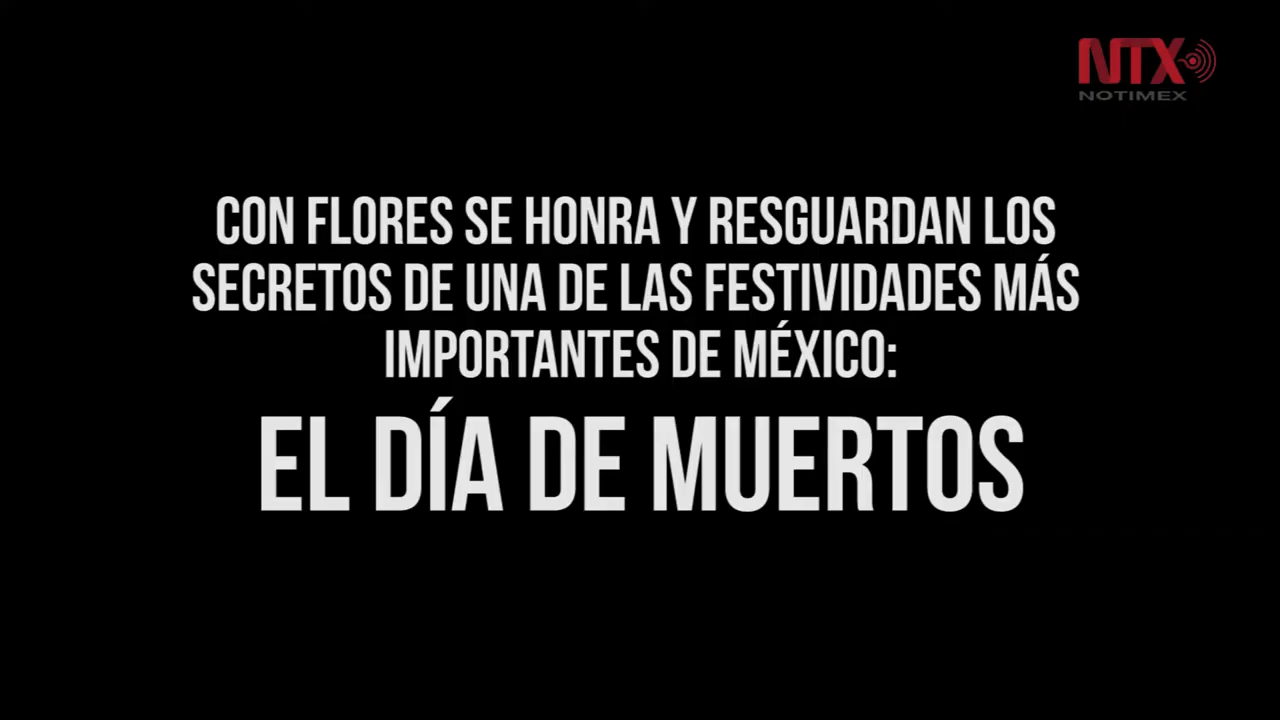 NTX
NOTIMEX
CON FLORES SE HONRA Y RESGUARDAN LOS
SECRETOS DE UNA DE LAS FESTIVIDADES MÁS
IMPORTANTES DE MÉXICO:
EL DÍA DE MUERTOS